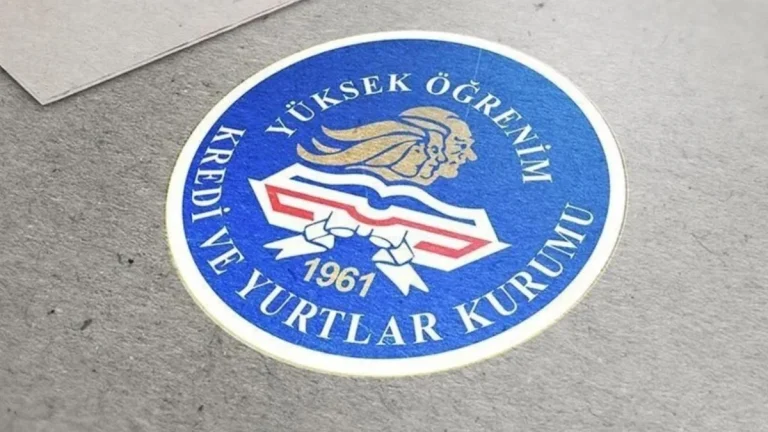 YÜKSEK ÖĞRENİM
KREDİ VE YURTLAR KURUMU
1961